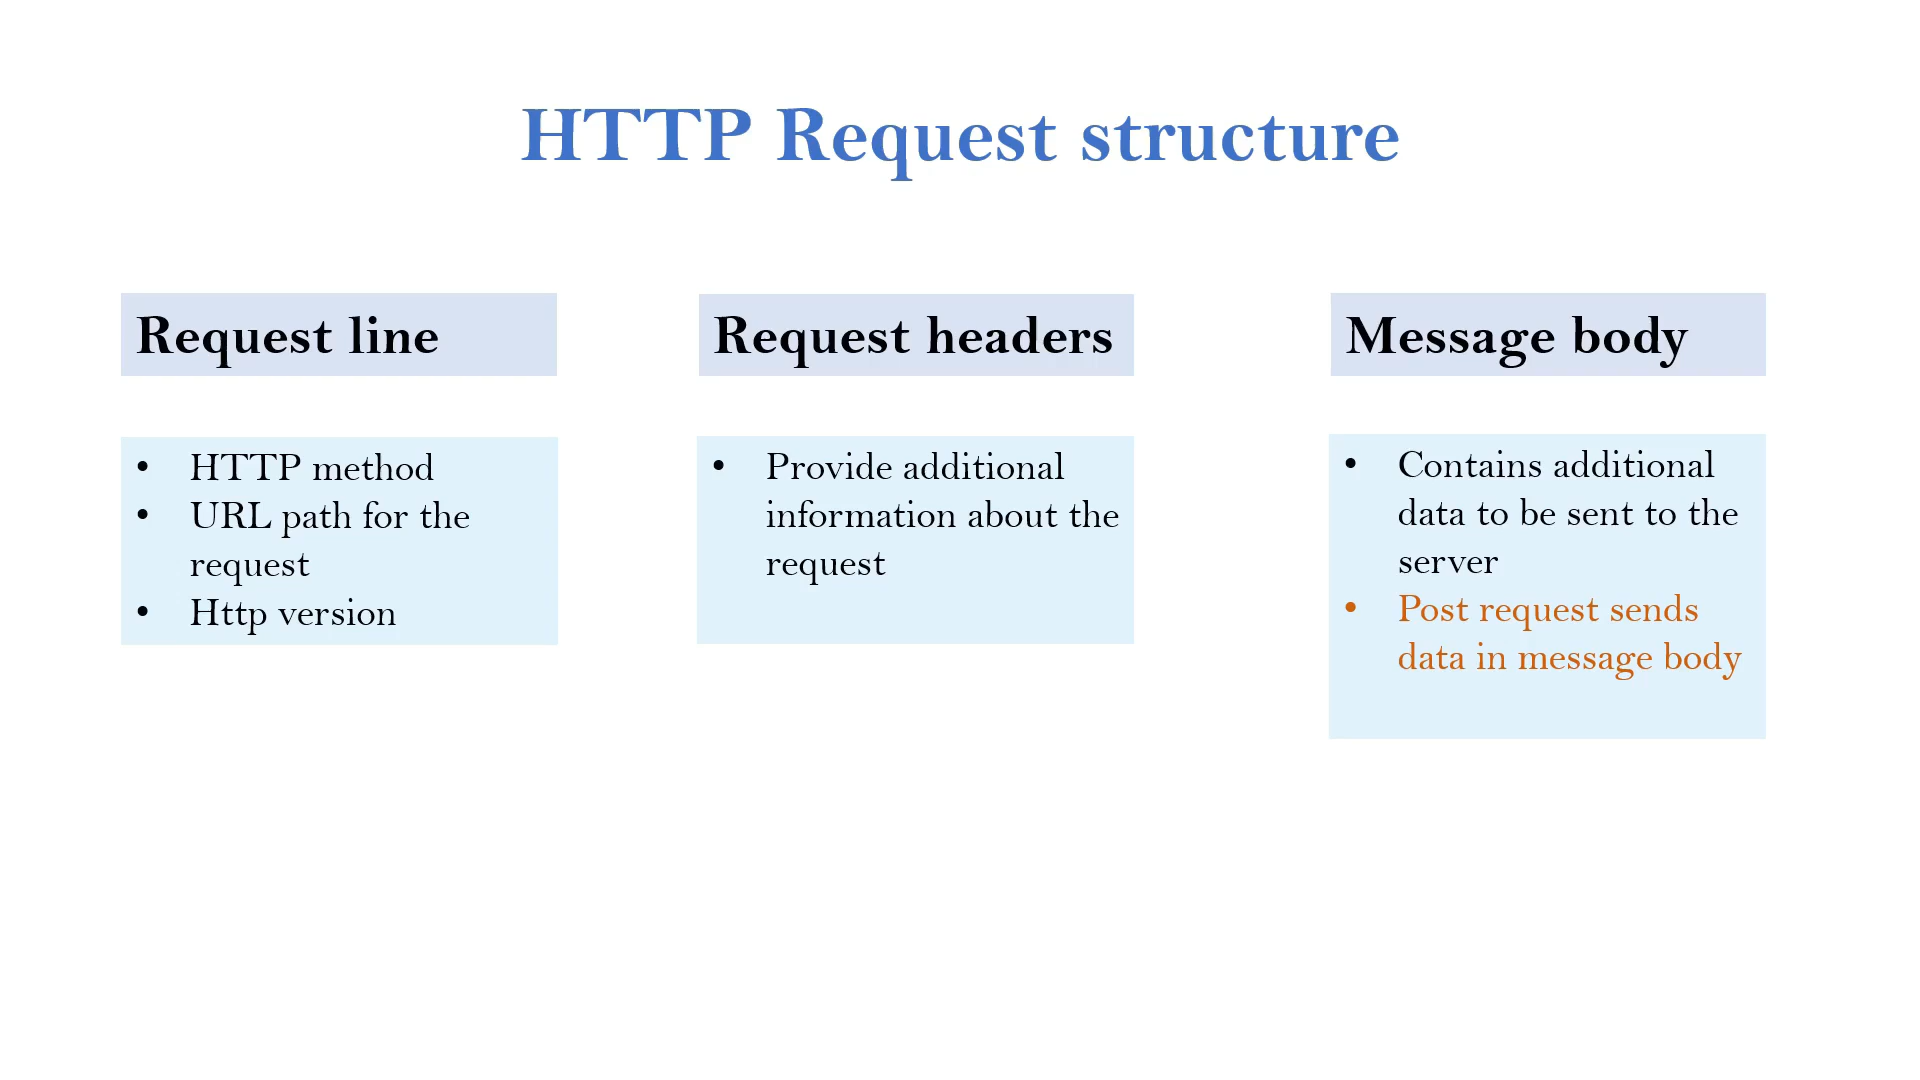 HTTP Request structure
Request line
• HTTP method
• URL path for the
request
• Http version
Request headers
• Provide additional
information about the
request
Message body
• Contains additional
data to be sent to the
server
• Post request sends
data in message body